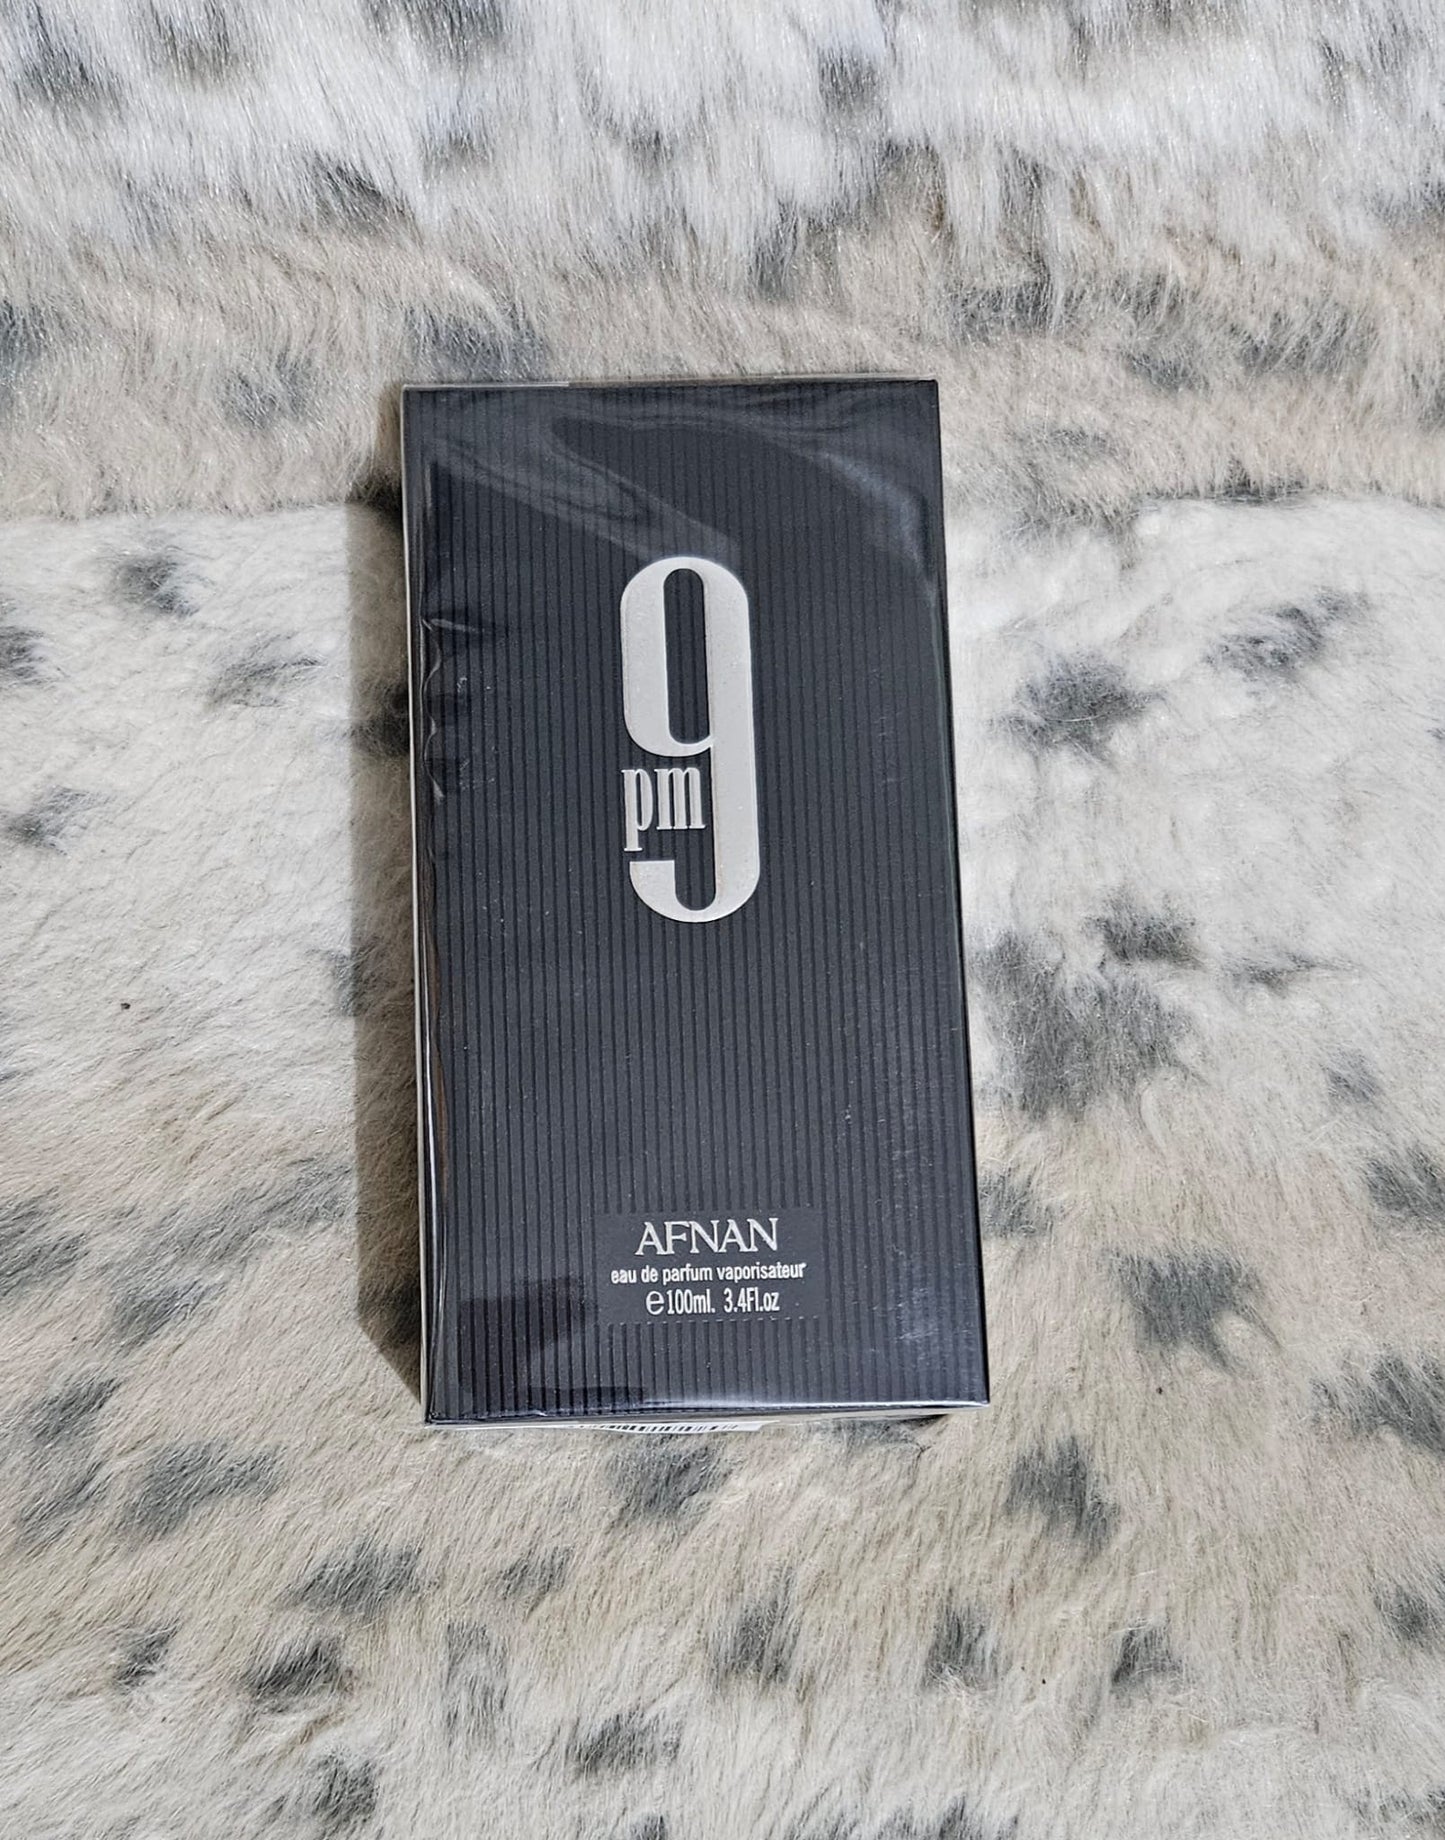 9
pm
AFNAN
eau de parfum vaporisateur
℮100ml. 3.4Fl.oz